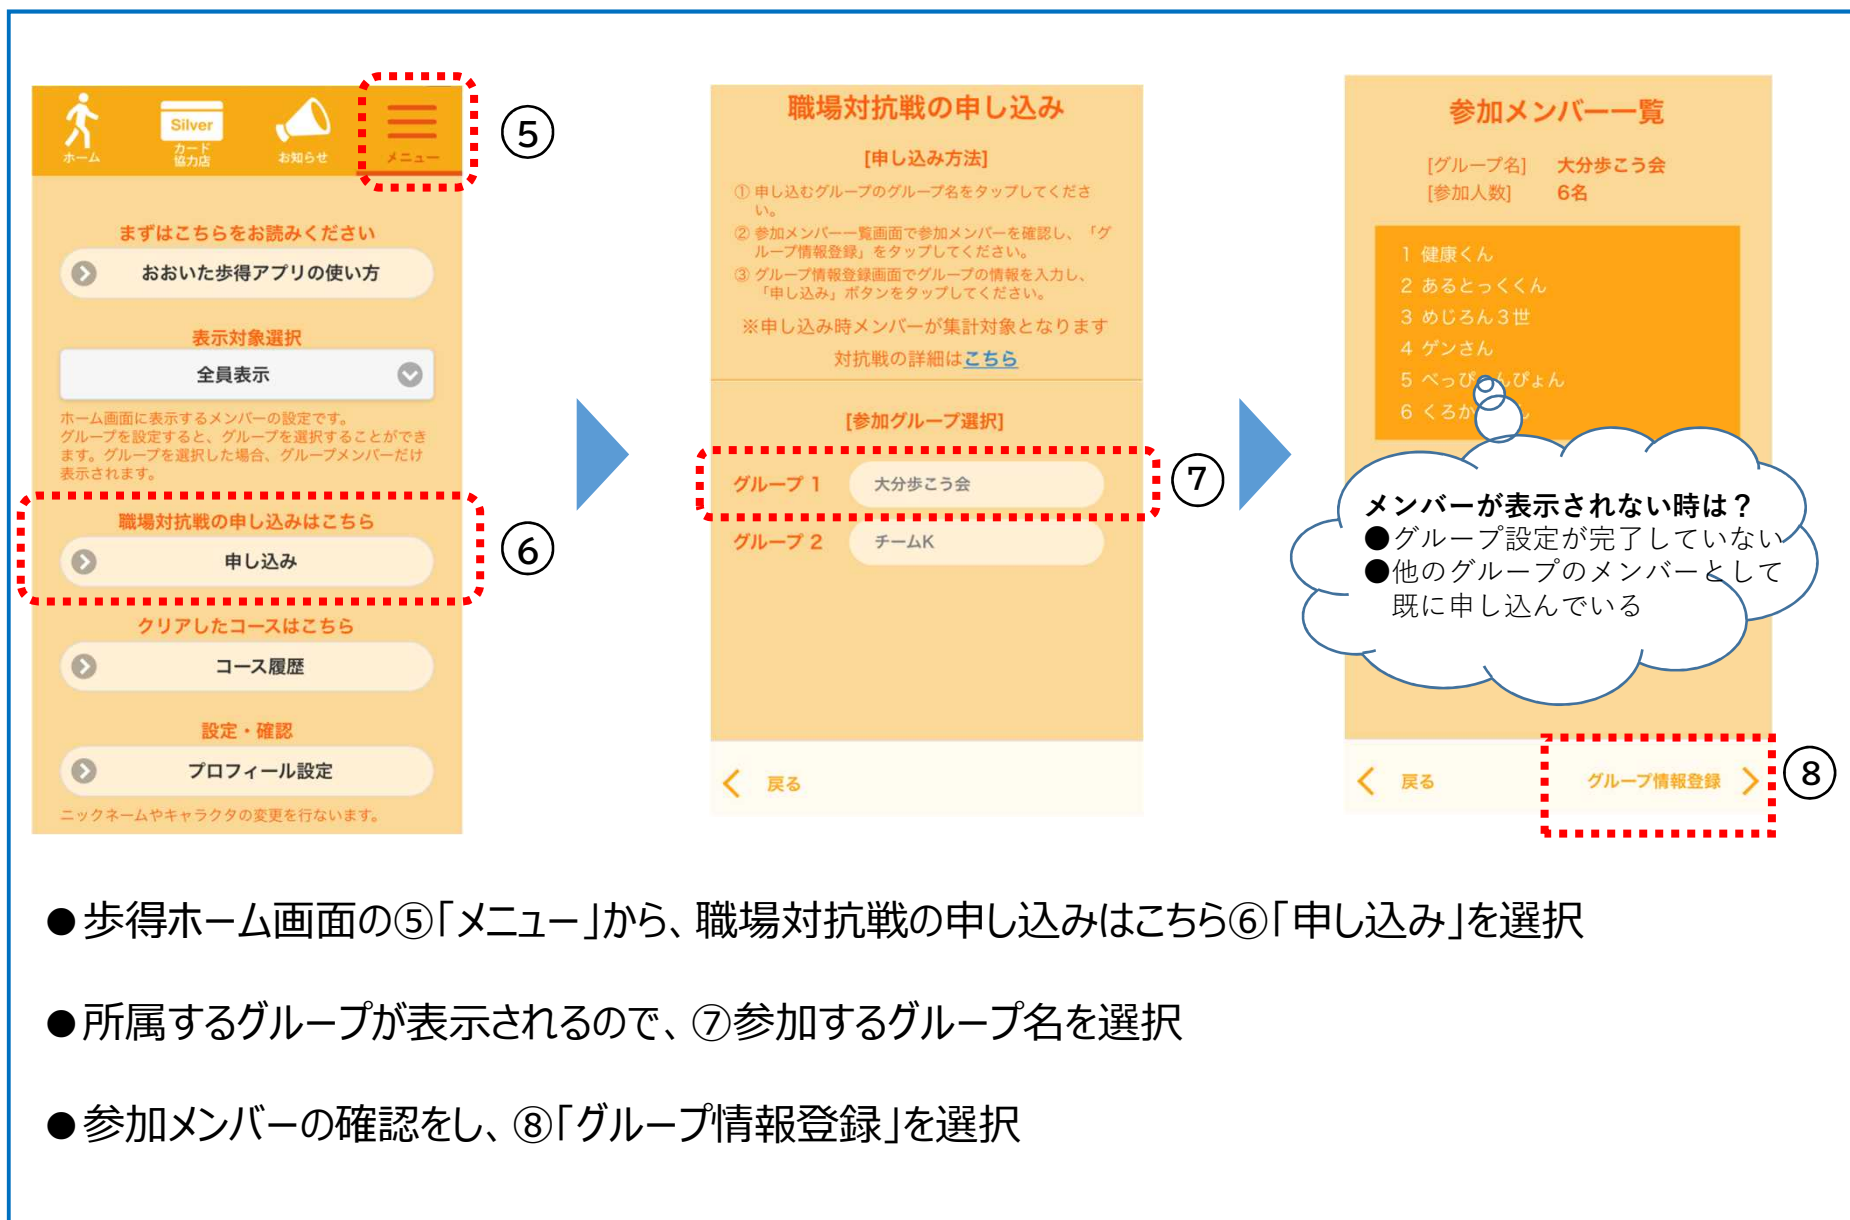 ホーム
Silver
カード
協力店
お知らせ
メニュー
⑤
まずはこちらをお読みください
おおいた歩得アプリの使い方
表示対象選択
全員表示
ホーム画面に表示するメンバーの設定です。
グループを設定すると、グループを選択することができ
ます。グループを選択した場合、グループメンバーだけ
表示されます。
職場対抗戦の申し込みはこちら
申し込み
⑥
クリアしたコースはこちら
コース履歴
設定・確認
プロフィール設定
ニックネームやキャラクタの変更を行ないます。
職場対抗戦の申し込み
[申し込み方法]
① 申し込むグループのグループ名をタップしてくださ
い。
② 参加メンバー一覧画面で参加メンバーを確認し、「グ
ループ情報登録」をタップしてください。
③ グループ情報登録画面でグループの情報を入力し、
「申し込み」ボタンをタップしてください。
※申し込み時メンバーが集計対象となります
対抗戦の詳細はこちら
[参加グループ選択]
グループ 1 大分歩こう会
⑦
グループ 2 チームK
戻る
参加メンバー一覧
[グループ名] 大分歩こう会
[参加人数] 6名
1 健康くん
2 あるとっくくん
3 めじろん3世
4 ゲンさん
5 べっぴ んぴょん
6 くろか ん
メンバーが表示されない時は？
●グループ設定が完了していない
●他のグループのメンバーとして
既に申し込んでいる
戻る
グループ情報登録
⑧
●歩得ホーム画面の⑤「メニュー」から、職場対抗戦の申し込みはこちら⑥「申し込み」を選択
●所属するグループが表示されるので、⑦参加するグループ名を選択
●参加メンバーの確認をし、⑧「グループ情報登録」を選択